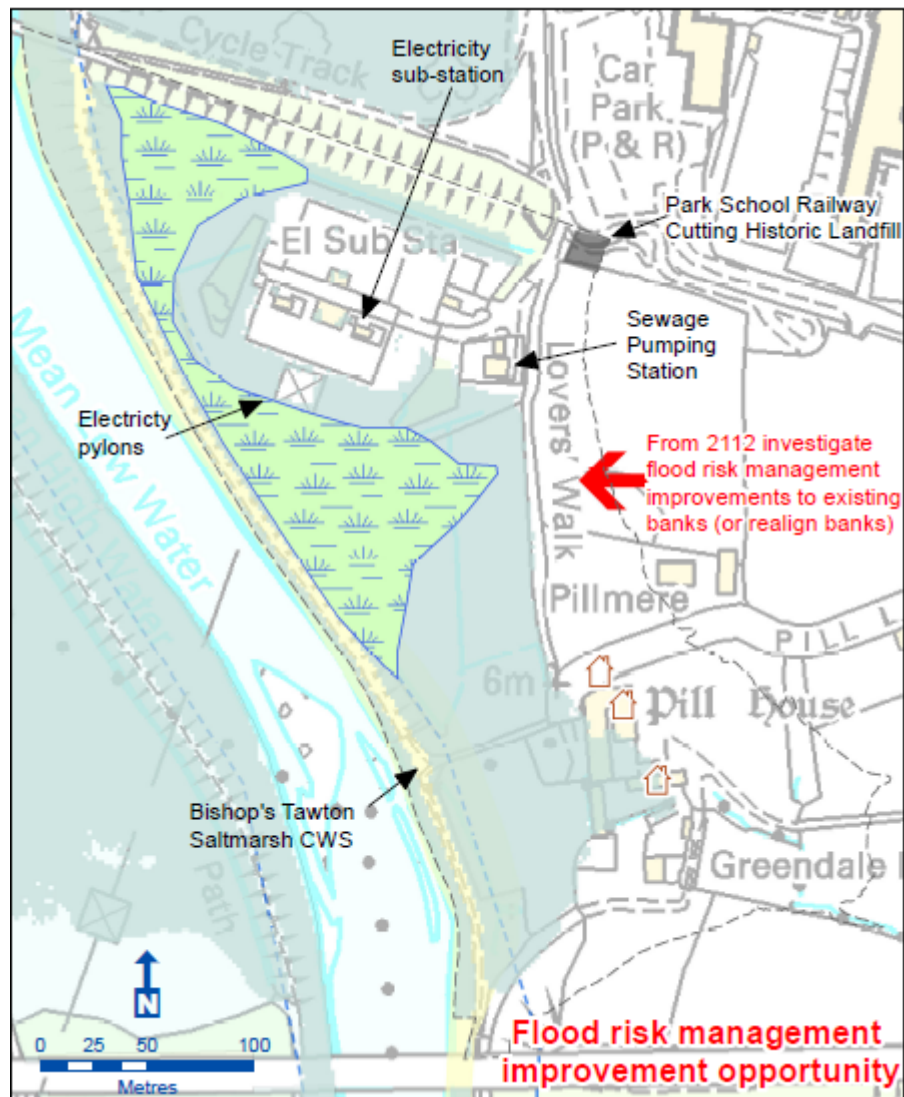 Cycle Track
Electricity
sub-station
Car
Park
(P & R)
Park School Railway
Cutting Historic Landfill
El Sub Sta
Sewage
Pumping
Station
Lovers' Walk
Mean Low Water
Electricty
pylons
From 2112 investigate
flood risk management
improvements to existing
banks (or realign banks)
Pillmere
PILL L
6m
Pill House
Bishop's Tawton
Saltmarsh CWS
Path
Greendale
N
0 25 50 100
Metres
Flood risk management
improvement opportunity